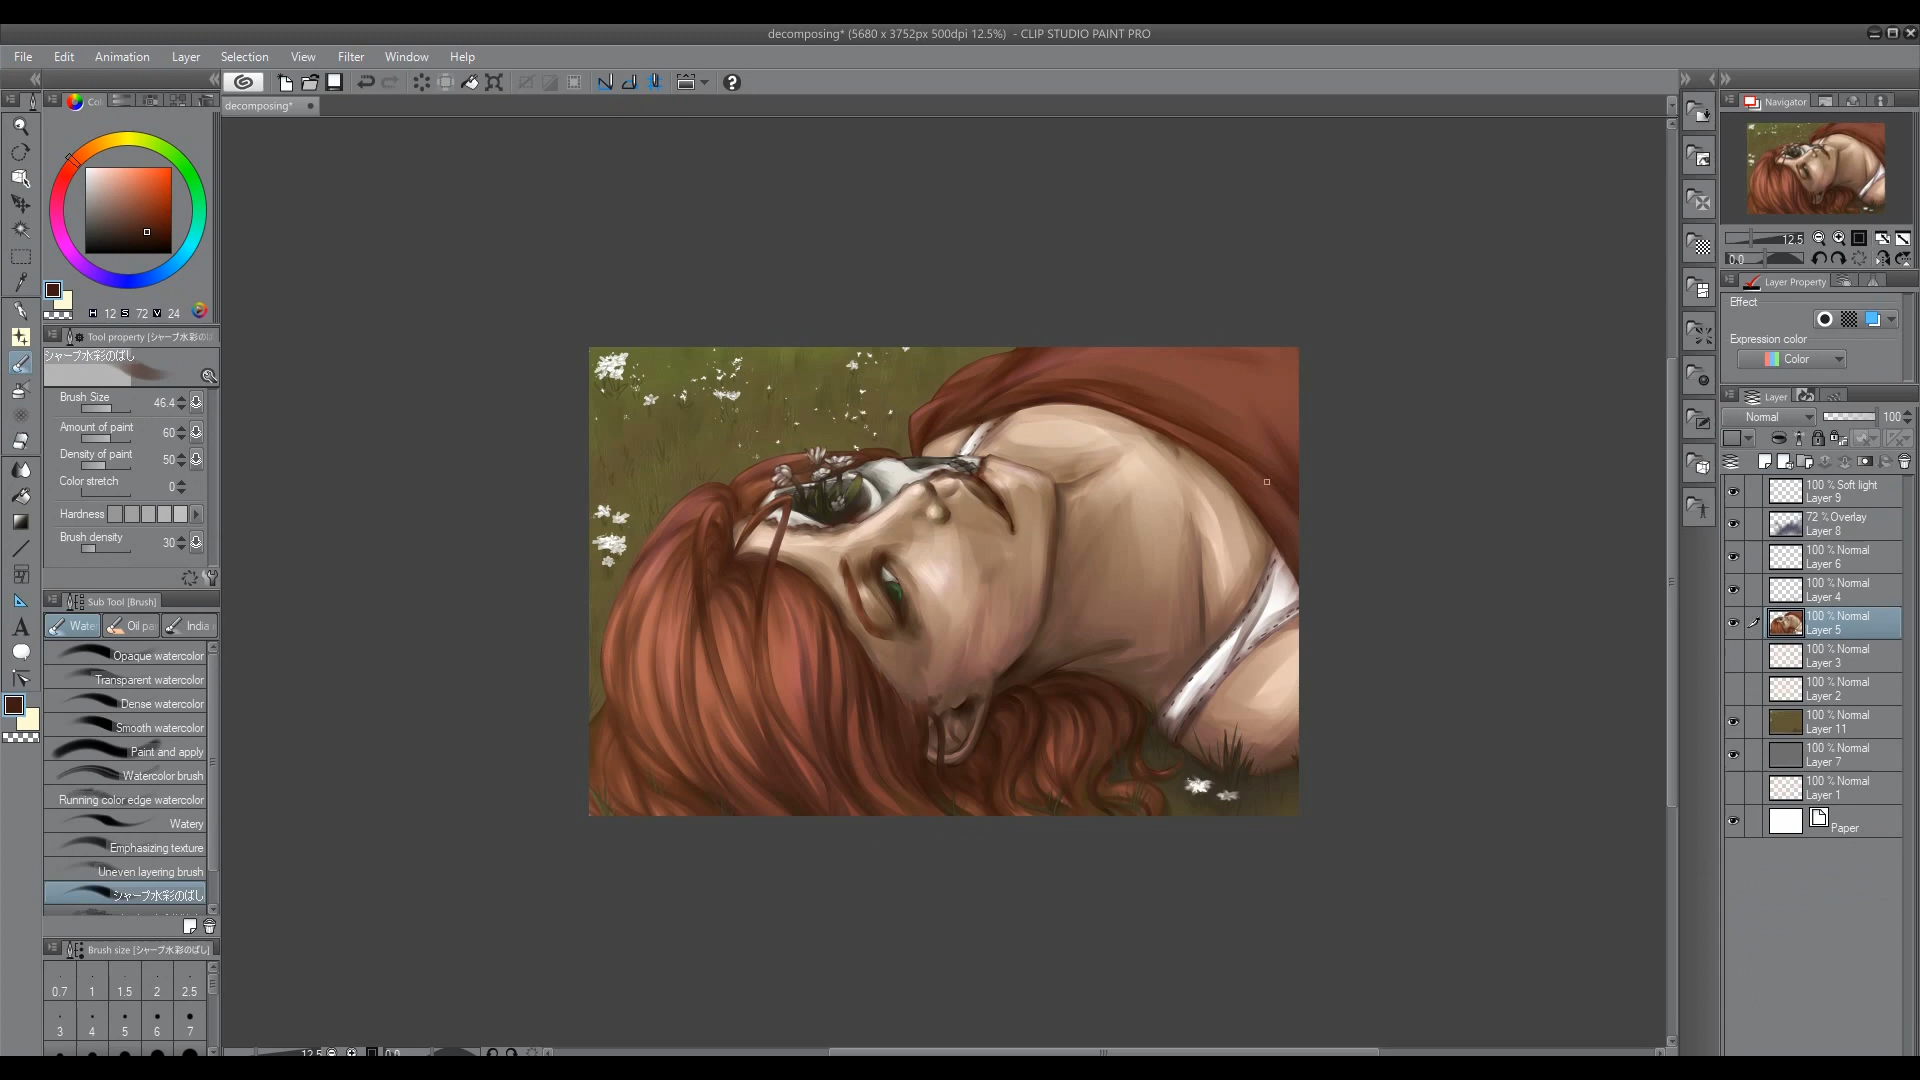 decomposing* (5680 x 3752px 500dpi 12.5%) - CLIP STUDIO PAINT PRO
File Edit Animation Layer Selection View Filter Window Help
decomposing*
Co
H 12 S 72 V 24
Tool property [シャープ水彩のば
シャープ水彩のばし
Brush Size 46.4
Amount of paint 60
Density of paint 50
Color stretch 0
Hardness
Brush density 30
Sub Tool [Brush]
Wate Oil pa India
Opaque watercolor
Transparent watercolor
Dense watercolor
Smooth watercolor
Paint and apply
Watercolor brush
Running color edge watercolor
Watery
Emphasizing texture
Uneven layering brush
シャープ水彩のばし
Brush size [シャープ水彩のばし]
0.7 1 1.5 2 2.5
3 4 5 6 7
12.5 0.0
Navigator
12.5
0.0
Layer Property
Effect
Expression color
Color
Layer
Normal 100
100 % Soft light
Layer 9
72 % Overlay
Layer 8
100 % Normal
Layer 6
100 % Normal
Layer 4
100 % Normal
Layer 5
100 % Normal
Layer 3
100 % Normal
Layer 2
100 % Normal
Layer 11
100 % Normal
Layer 7
100 % Normal
Layer 1
Paper